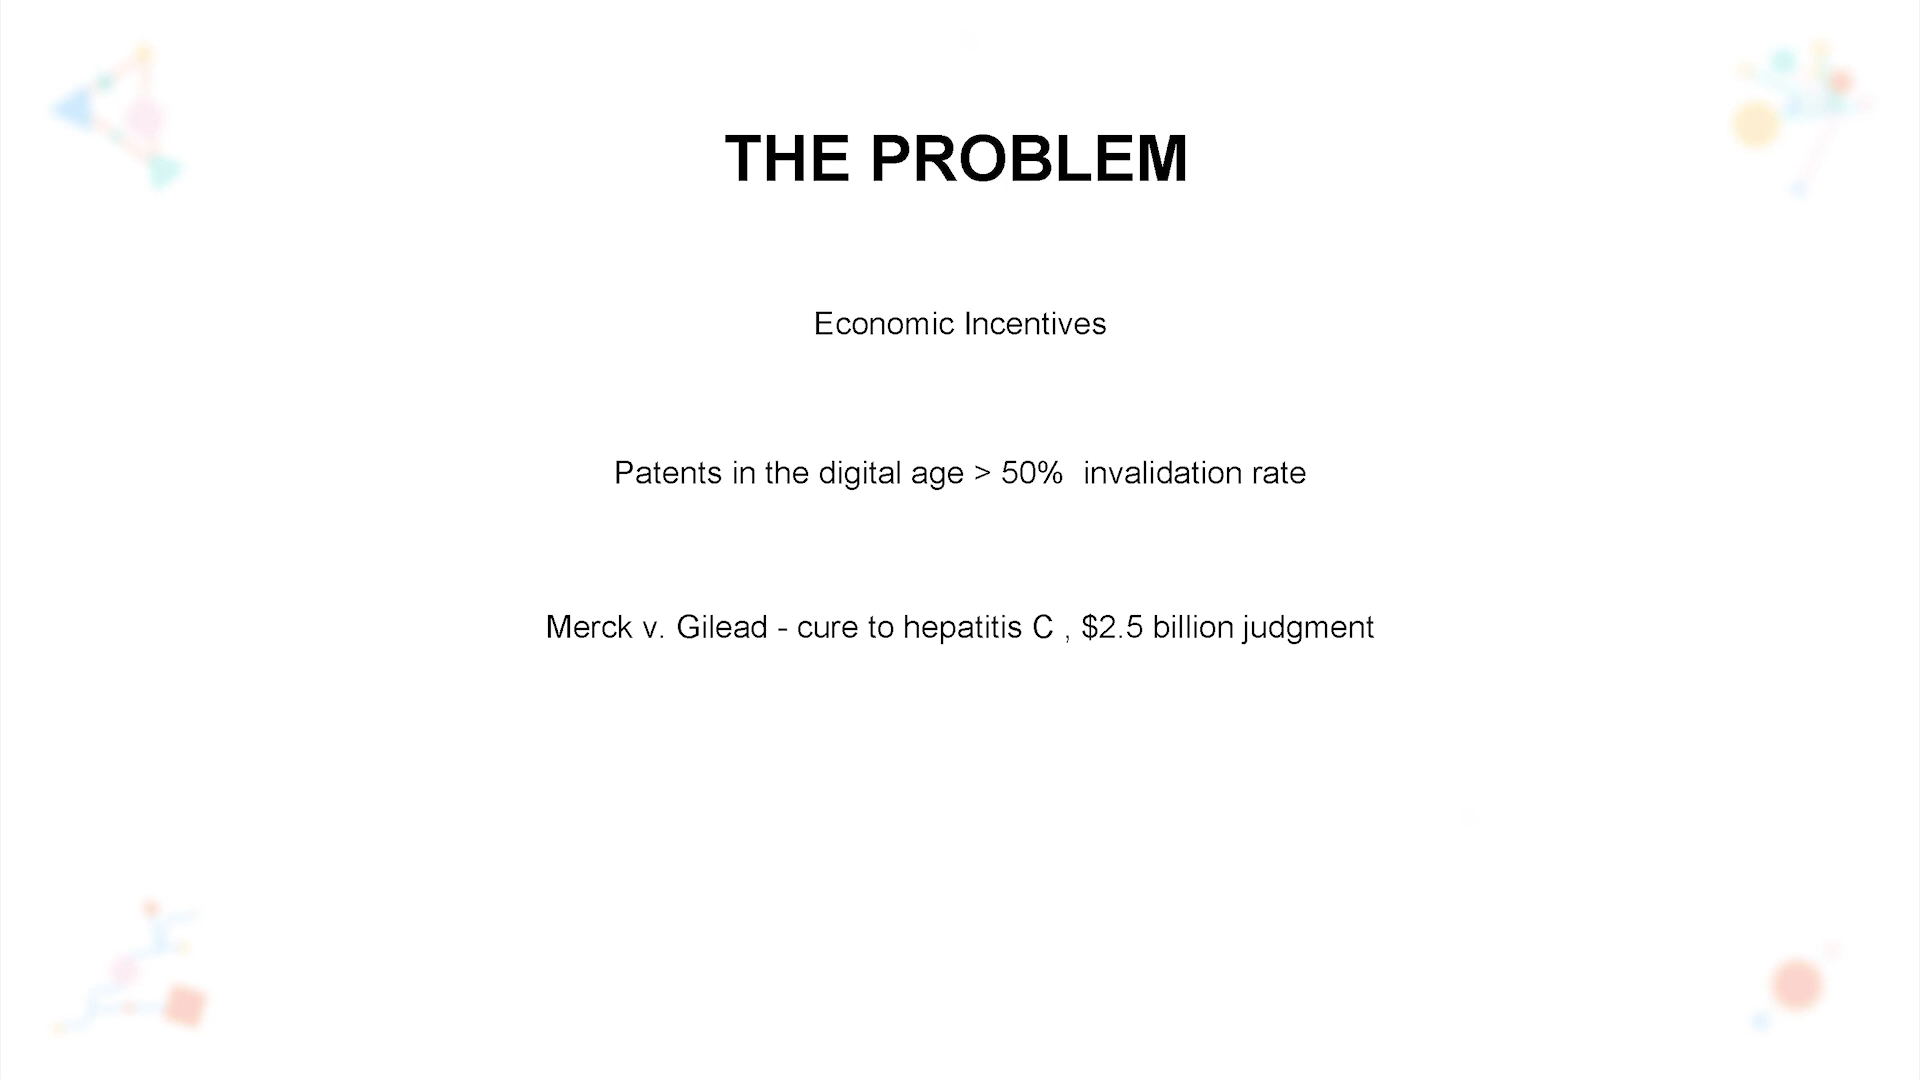 THE PROBLEM
Economic Incentives
Patents in the digital age > 50%  invalidation rate
Merck v. Gilead - cure to hepatitis C , $2.5 billion judgment